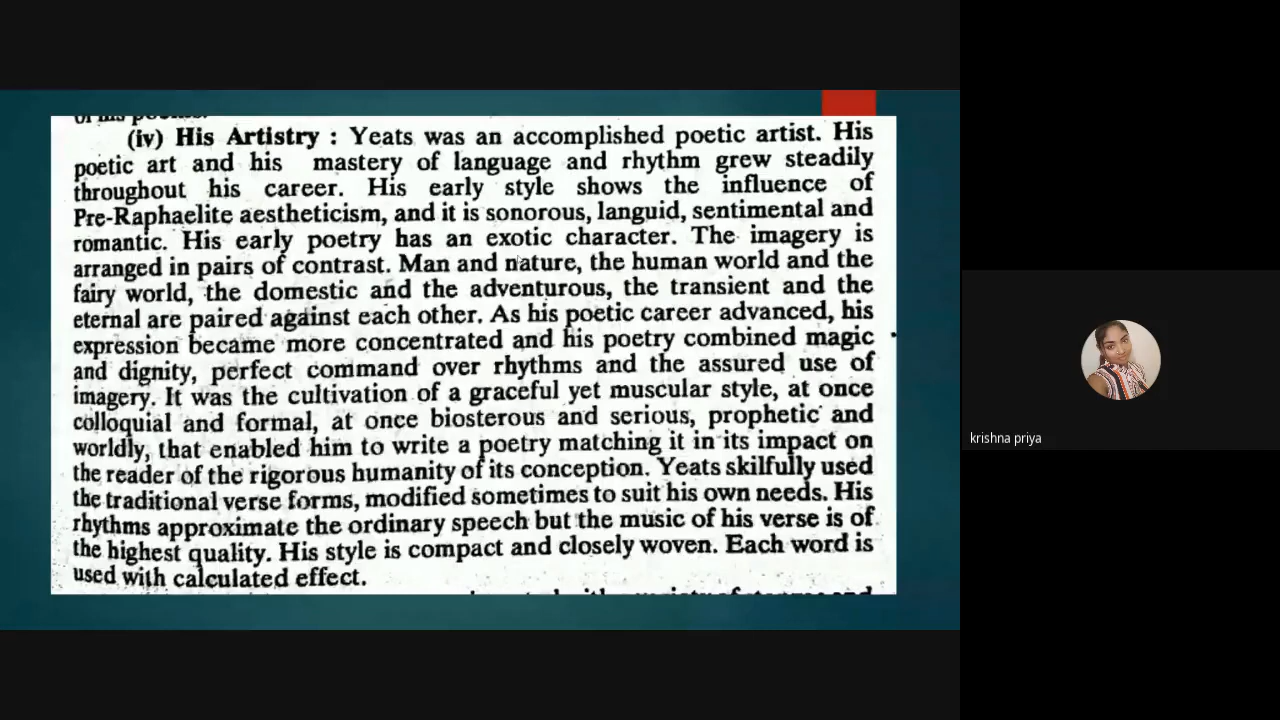 of his poems.
(iv) His Artistry : Yeats was an accomplished poetic artist. His
poetic art and his mastery of language and rhythm grew steadily
throughout his career. His early style shows the influence of
Pre-Raphaelite aestheticism, and it is sonorous, languid, sentimental and
romantic. His early poetry has an exotic character. The imagery is
arranged in pairs of contrast. Man and nature, the human world and the
fairy world, the domestic and the adventurous, the transient and the
eternal are paired against each other. As his poetic career advanced, his
expression became more concentrated and his poetry combined magic
and dignity, perfect command over rhythms and the assured use of
imagery. It was the cultivation of a graceful yet muscular style, at once
colloquial and formal, at once biosterous and serious, prophetic and
worldly, that enabled him to write a poetry matching it in its impact on
the reader of the rigorous humanity of its conception. Yeats skilfully used
the traditional verse forms, modified sometimes to suit his own needs. His
rhythms approximate the ordinary speech but the music of his verse is of
the highest quality. His style is compact and closely woven. Each word is
used with calculated effect.
krishna priya